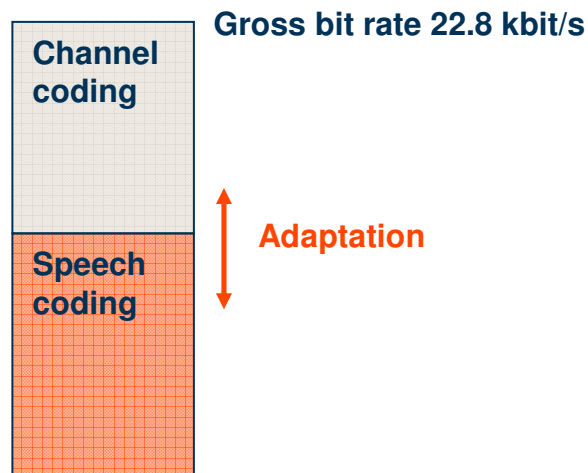 Gross bit rate 22.8 kbit/s
Channel
coding
Adaptation
Speech
coding